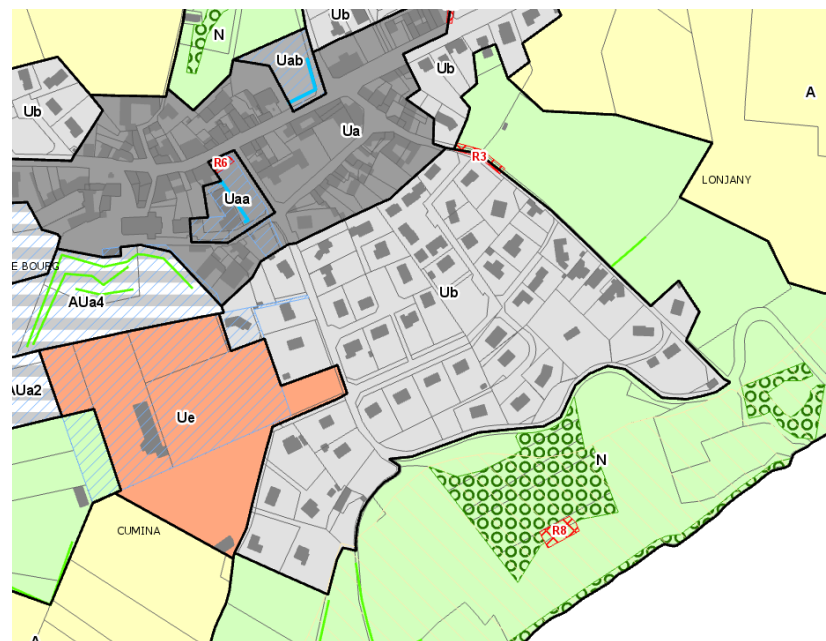 Ub
N
Uab
Ub
A
Ub
Ua
R6
R3
LONJANY
Uaa
E BOURG
Ub
AUa4
AUa2
Ue
N
R8
CUMINA
A